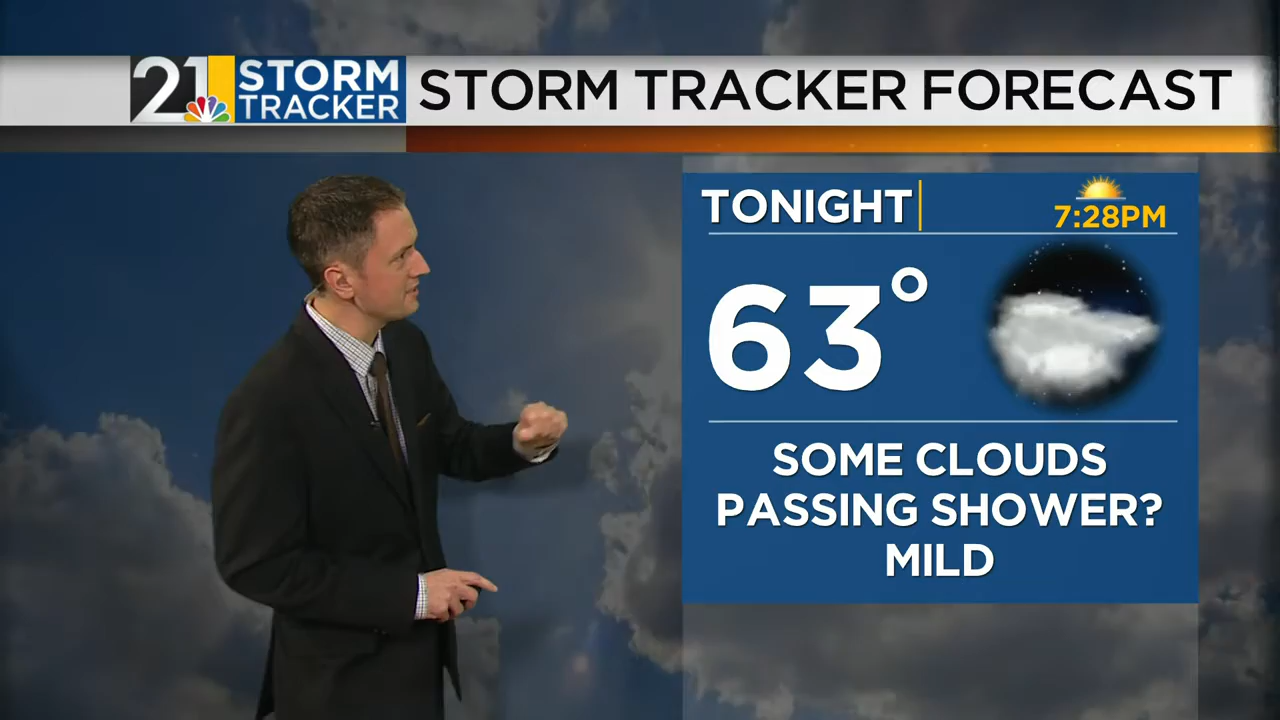 21 STORM TRACKER
STORM TRACKER FORECAST
TONIGHT
7:28PM
63°
SOME CLOUDS
PASSING SHOWER?
MILD